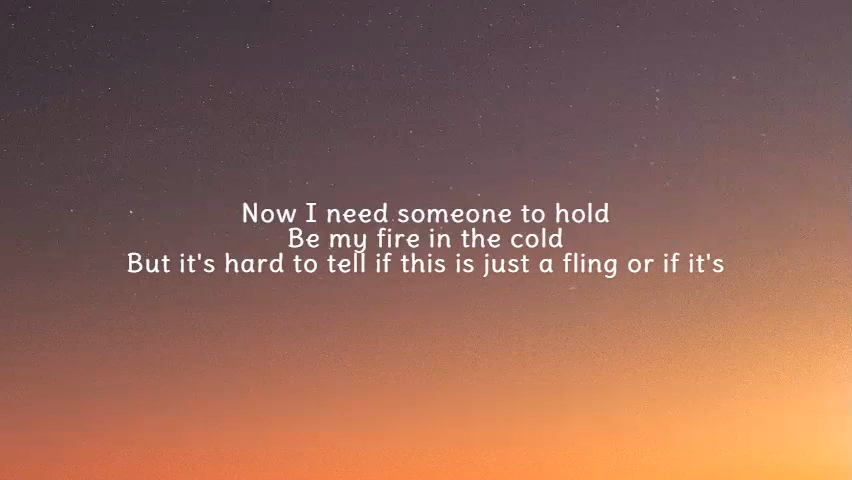 Now I need someone to hold
Be my fire in the cold
But it's hard to tell if this is just a fling or if it's